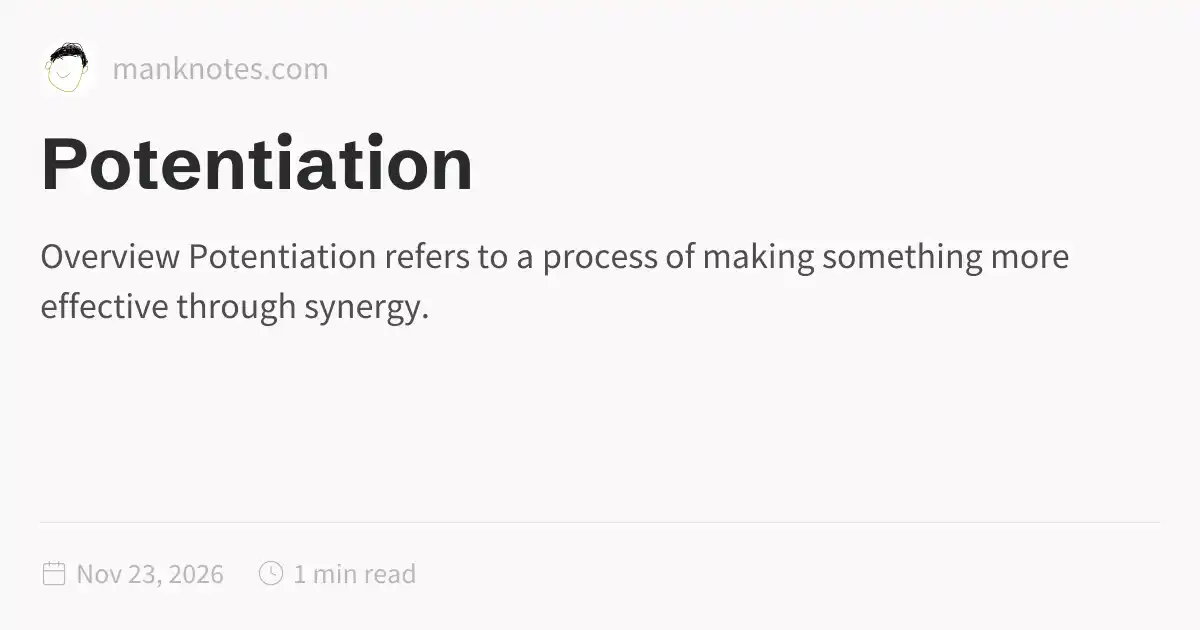 manknotes.com
Potentiation
Overview Potentiation refers to a process of making something more
effective through synergy.
Nov 23, 2026 1 min read